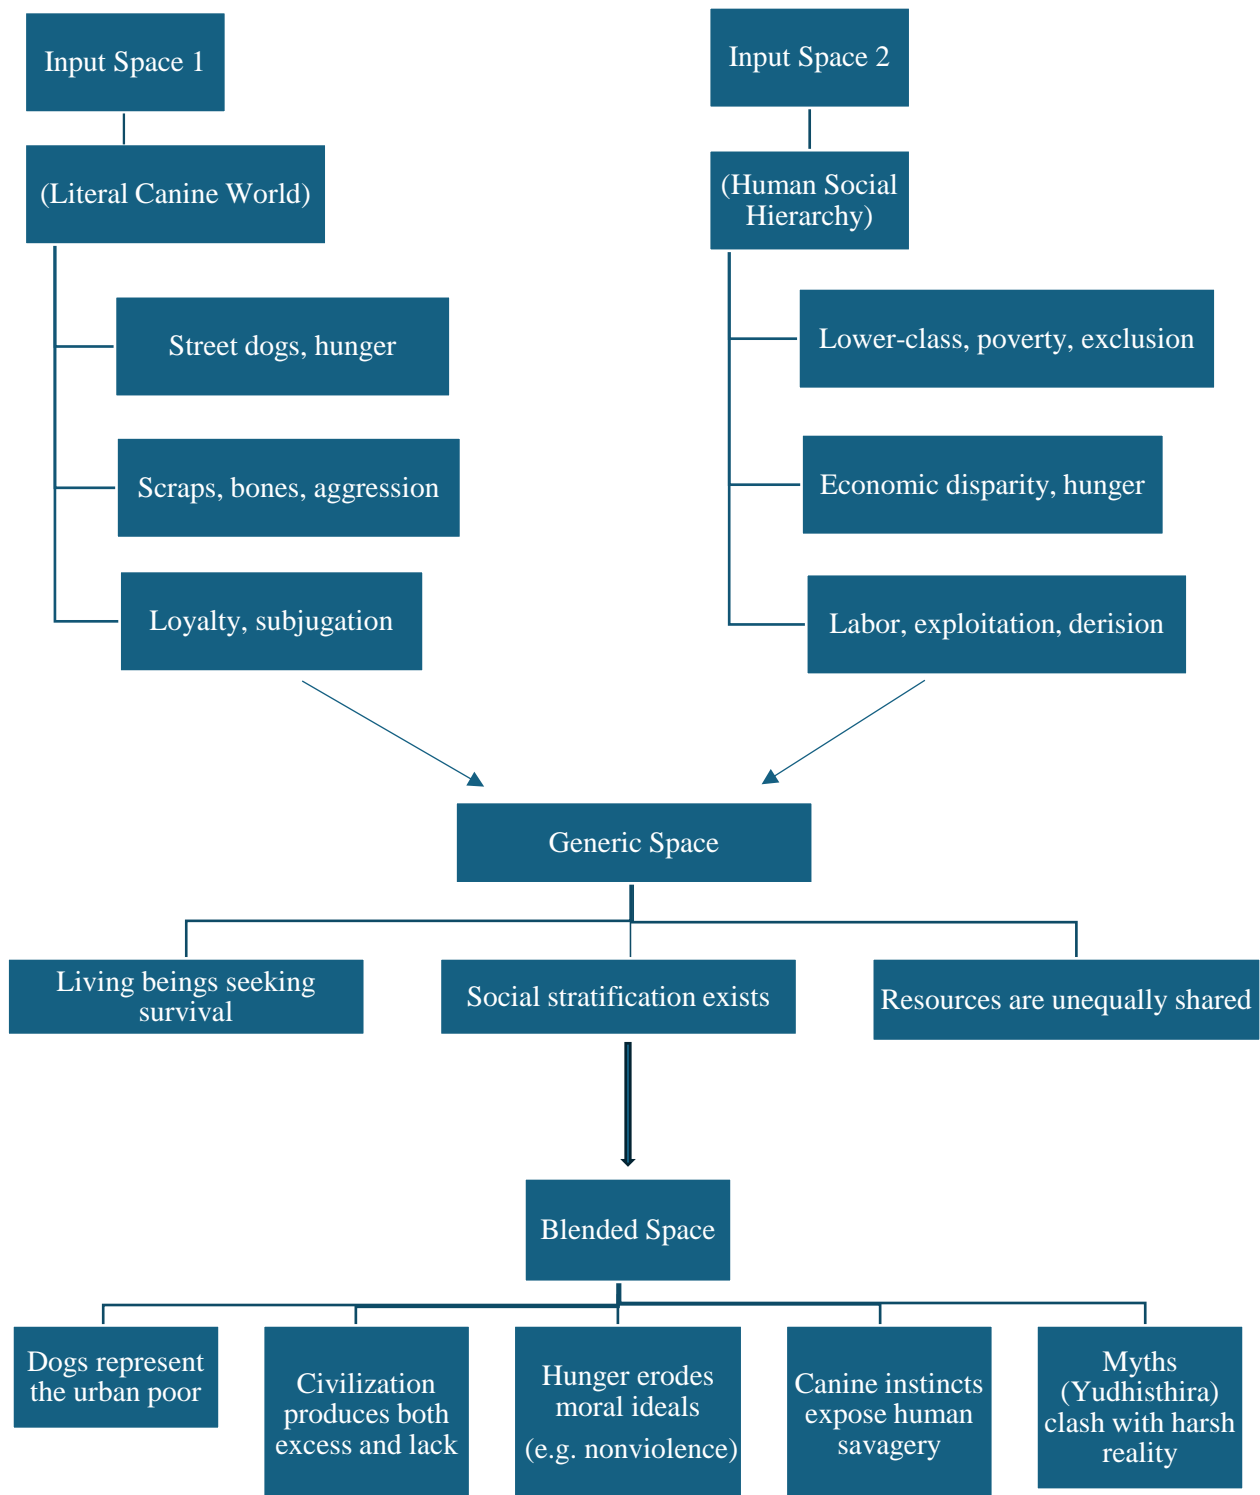 Input Space 1
(Literal Canine World)
Street dogs, hunger
Scraps, bones, aggression
Loyalty, subjugation
Input Space 2
(Human Social
Hierarchy)
Lower-class, poverty, exclusion
Economic disparity, hunger
Labor, exploitation, derision
Generic Space
Living beings seeking
survival
Social stratification exists
Resources are unequally shared
Blended Space
Dogs represent
the urban poor
Civilization
produces both
excess and lack
Hunger erodes
moral ideals
(e.g. nonviolence)
Canine instincts
expose human
savagery
Myths
(Yudhisthira)
clash with harsh
reality